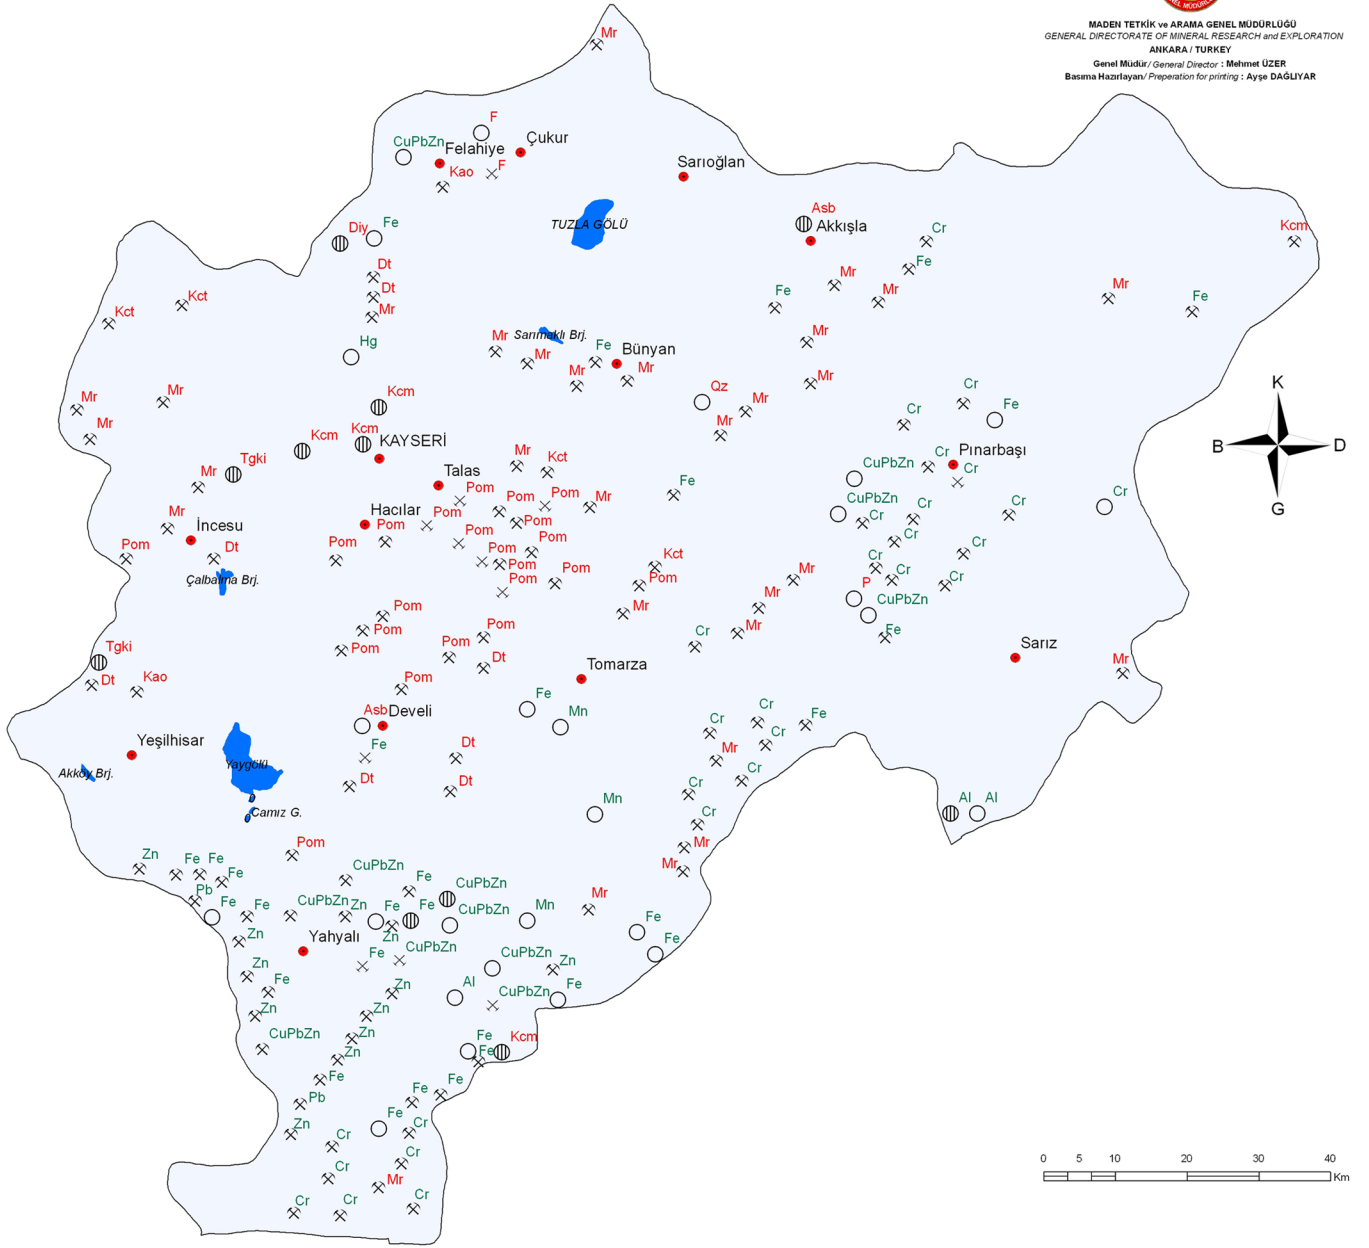 NEL MÜDÜRL
MADEN TETKİK ve ARAMA GENEL MÜDÜRLÜĞÜ
GENERAL DIRECTORATE OF MINERAL RESEARCH and EXPLORATION
ANKARA / TURKEY
Genel Müdür/ General Director : Mehmet ÜZER
Basıma Hazırlayan/ Preperation for printing : Ayşe DAĞLIYAR
Mr
F
CuPbZn
Çukur
Felahiye
F
Kao
Sarıoğlan
Asb
Akkışla
TUZLA GÖLÜ
Diy
Fe
Cr
Kcm
Fe
Dt
Dt
Mr
Mr
Mr
Fe
Mr
Fe
Kct
Kct
Hg
Sarımaklı Brj.
Mr
Mr
Fe
Bünyan
Mr
Mr
Mr
Mr
Qz
Mr
Mr
Cr
Fe
Cr
K
B
D
G
Mr
Mr
Mr
Kcm
Kcm
Kcm
KAYSERİ
Tgki
Mr
Mr
Kct
Pınarbaşı
Cr
Cr
CuPbZn
CuPbZn
Talas
Pom
Pom
Pom
Mr
Fe
Cr
Cr
Cr
Cr
Mr
İncesu
Hacılar
Pom
Pom
Pom
Pom
Pom
Cr
Cr
Pom
Dt
Pom
Pom
Pom
Pom
Kct
Pom
Cr
Cr
Cr
Çalbalma Brj.
Mr
P
CuPbZn
Mr
Mr
Mr
Fe
Pom
Pom
Pom
Pom
Pom
Dt
Cr
Sarız
Mr
Tgki
Dt
Kao
Tomarza
Pom
Asb
Develi
Fe
Mn
Fe
Cr
Cr
Fe
Cr
Mr
Cr
Yeşilhisar
Akköy Brj.
Yaygölü
Camız G.
Dt
Dt
Dt
Mn
Cr
Cr
Al
Al
Mr
Mr
Pom
Zn
Fe
Fe
Fe
CuPbZn
Fe
CuPbZn
Pb
Fe
Fe
CuPbZn
Zn
Fe
Fe
CuPbZn
Mn
Mr
Zn
Yahyalı
Zn
Fe
CuPbZn
Fe
Fe
Zn
Fe
CuPbZn
Zn
Al
CuPbZn
Fe
Zn
Zn
Zn
CuPbZn
Zn
Zn
Fe
Fe
Kcm
Fe
Pb
Fe
Fe
Fe
Zn
Cr
Cr
Cr
Cr
Mr
Cr
Cr
Cr
0 5 10 20 30 40
Km